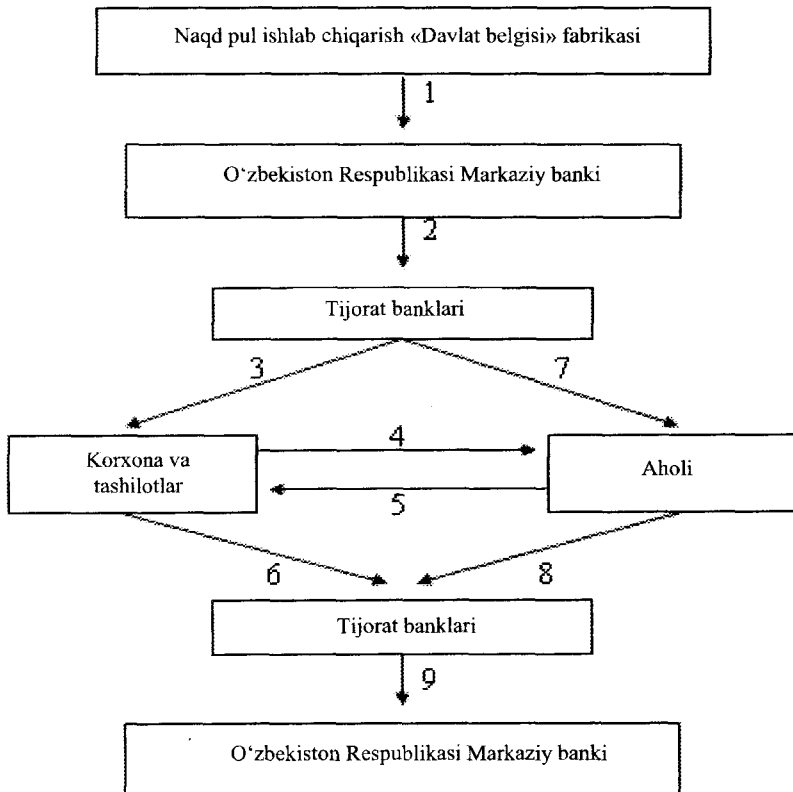 Naqd pul ishlab chiqarish «Davlat belgisi» fabrikasi
1
O‘zbekiston Respublikasi Markaziy banki
2
Tijorat banklari
3
7
4
Korxona va
tashilotlar
Aholi
5
6
8
Tijorat banklari
9
O‘zbekiston Respublikasi Markaziy banki